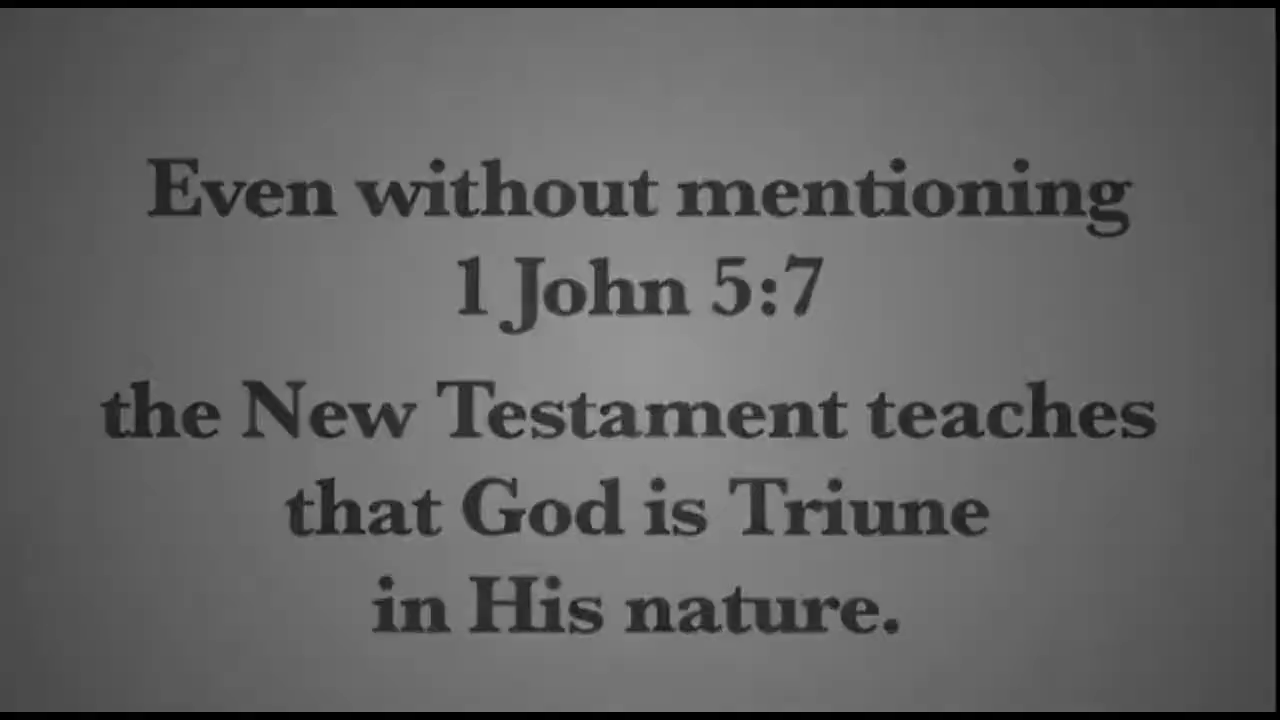 Even without mentioning
1 John 5:7
the New Testament teaches
that God is Triune
in His nature.